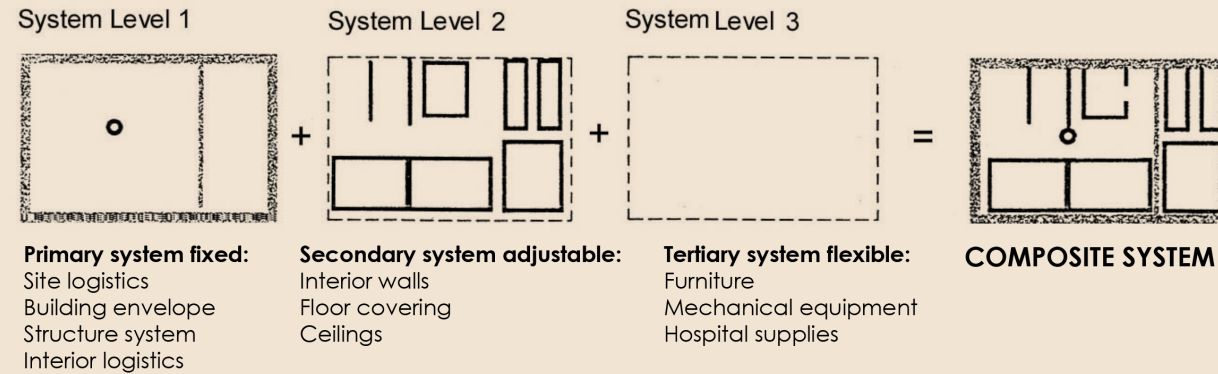 System Level 1
System Level 2
System Level 3
+
+
=
Primary system fixed:
Site logistics
Building envelope
Structure system
Interior logistics
Secondary system adjustable:
Interior walls
Floor covering
Ceilings
Tertiary system flexible:
Furniture
Mechanical equipment
Hospital supplies
COMPOSITE SYSTEM